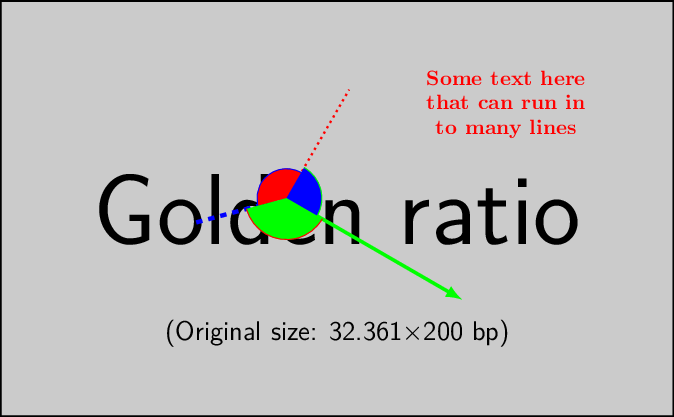 Some text here
that can run in
to many lines
Golden ratio
(Original size: 32.361×200 bp)